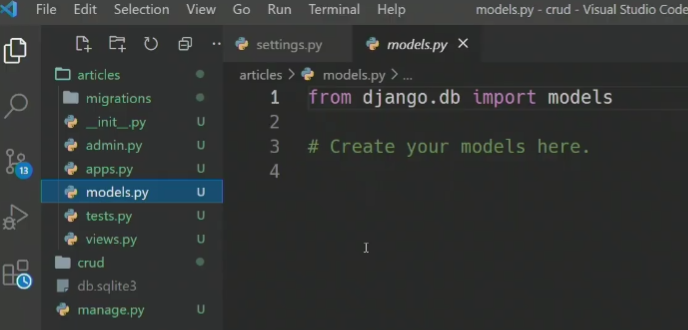 File Edit Selection View Go Run Terminal Help models.py - crud - Visual Studio Code
settings.py models.py
articles
articles > models.py > ...
migrations
1 from django.db import models
__init__.py U
2
admin.py U
3 # Create your models here.
apps.py U
4
models.py U
tests.py U
views.py U
13
crud
db.sqlite3
manage.py U